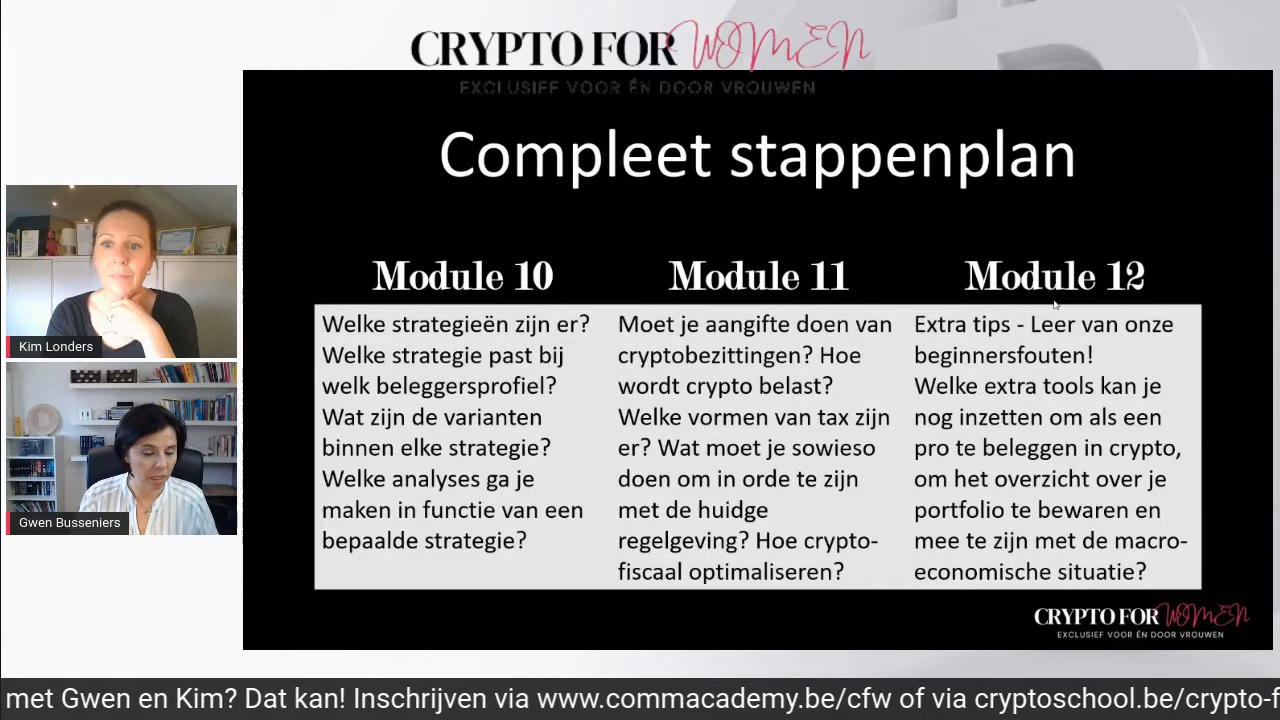 CRYPTO FOR WOMEN
EXCLUSIEF VOOR ÉN DOOR VROUWEN
Compleet stappenplan
Module 10
Welke strategieën zijn er?
Welke strategie past bij
welk beleggersprofiel?
Wat zijn de varianten
binnen elke strategie?
Welke analyses ga je
maken in functie van een
bepaalde strategie?
Module 11
Moet je aangifte doen van
cryptobezittingen? Hoe
wordt crypto belast?
Welke vormen van tax zijn
er? Wat moet je sowieso
doen om in orde te zijn
met de huidge
regelgeving? Hoe crypto-
fiscaal optimaliseren?
Module 12
Extra tips - Leer van onze
beginnersfouten!
Welke extra tools kan je
nog inzetten om als een
pro te beleggen in crypto,
om het overzicht over je
portfolio te bewaren en
mee te zijn met de macro-
economische situatie?
Kim Londers
Gwen Busseniers
CRYPTO FOR WOMEN
EXCLUSIEF VOOR ÉN DOOR VROUWEN
met Gwen en Kim? Dat kan! Inschrijven via www.commacademy.be/cfw of via cryptoschool.be/crypto-f